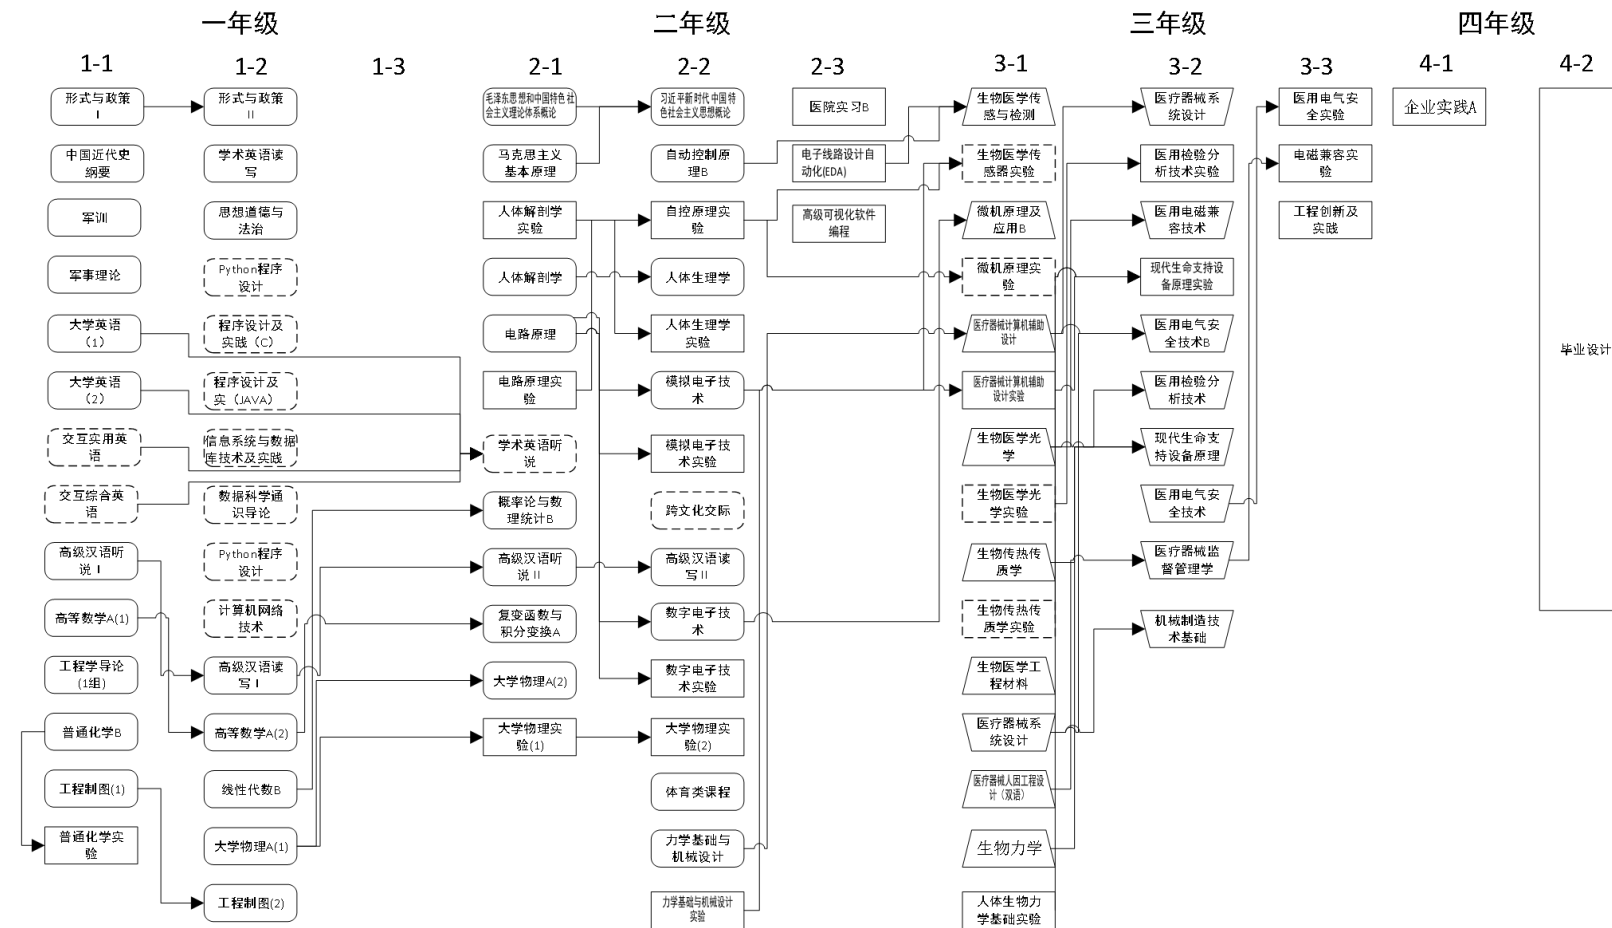 一年级
二年级
三年级
四年级
1-1
1-2
1-3
2-1
2-2
2-3
3-1
3-2
3-3
4-1
4-2
形式与政策
I
中国近代史
纲要
军训
军事理论
大学英语
(1)
大学英语
(2)
交互实用英
语
交互综合英
语
高级汉语听
说 I
高等数学A(1)
工程学导论
(1组)
普通化学B
工程制图(1)
普通化学实
验
形式与政策
II
学术英语读
写
思想道德与
法治
Python程序
设计
程序设计及
实践（C）
程序设计及
实（JAVA）
信息系统与数据
库技术及实践
数据科学通
识导论
Python程序
设计
计算机网络
技术
高级汉语读
写 I
高等数学A(2)
线性代数B
大学物理A(1)
工程制图(2)
毛泽东思想和中国特色社
会主义理论体系概论
马克思主义
基本原理
人体解剖学
实验
人体解剖学
电路原理
电路原理实
验
学术英语听
说
概率论与数
理统计B
高级汉语听
说 II
复变函数与
积分变换A
大学物理A(2)
大学物理实
验(1)
习近平新时代中国特
色社会主义思想概论
自动控制原
理B
自控原理实
验
人体生理学
人体生理学
实验
模拟电子技
术
模拟电子技
术实验
跨文化交际
高级汉语读
写 II
数字电子技
术
数字电子技
术实验
大学物理实
验(2)
体育类课程
力学基础与
机械设计
力学基础与机械设计
实验
医院实习B
电子线路设计自
动化(EDA)
高级可视化软件
编程
生物医学传
感与检测
生物医学传
感器实验
微机原理及
应用B
微机原理实
验
医疗器械计算机辅助
设计
医疗器械计算机辅助
设计实验
生物医学光
学
生物医学光
学实验
生物传热传
质学
生物传热传
质学实验
生物医学工
程材料
医疗器械系
统设计
医疗器械人因工程设
计（双语）
生物力学
人体生物力
学基础实验
医疗器械系
统设计
医用检验分
析技术实验
医用电磁兼
容技术
现代生命支持设
备原理实验
医用电气安
全技术B
医用检验分
析技术
现代生命支
持设备原理
医用电气安
全技术
医疗器械监
督管理学
机械制造技
术基础
医用电气安
全实验
电磁兼容实
验
工程创新及
实践
企业实践A
毕业设计